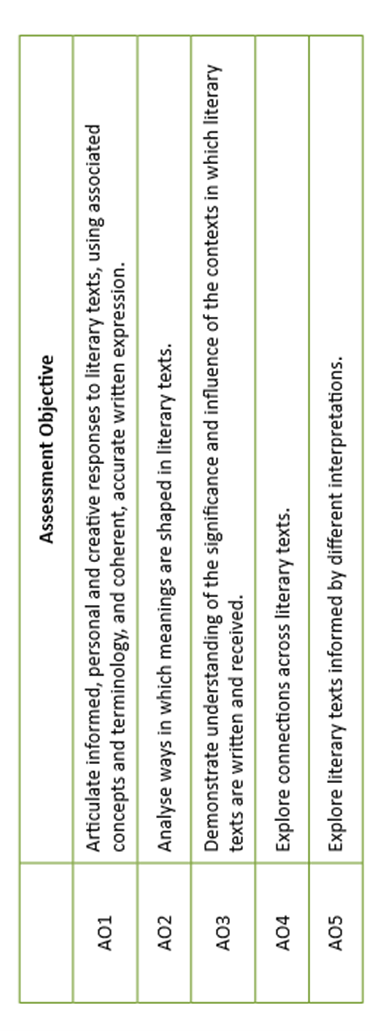 Assessment Objective
AO1
Articulate informed, personal and creative responses to literary texts, using associated
concepts and terminology, and coherent, accurate written expression.
AO2
Analyse ways in which meanings are shaped in literary texts.
AO3
Demonstrate understanding of the significance and influence of the contexts in which literary
texts are written and received.
AO4
Explore connections across literary texts.
AO5
Explore literary texts informed by different interpretations.